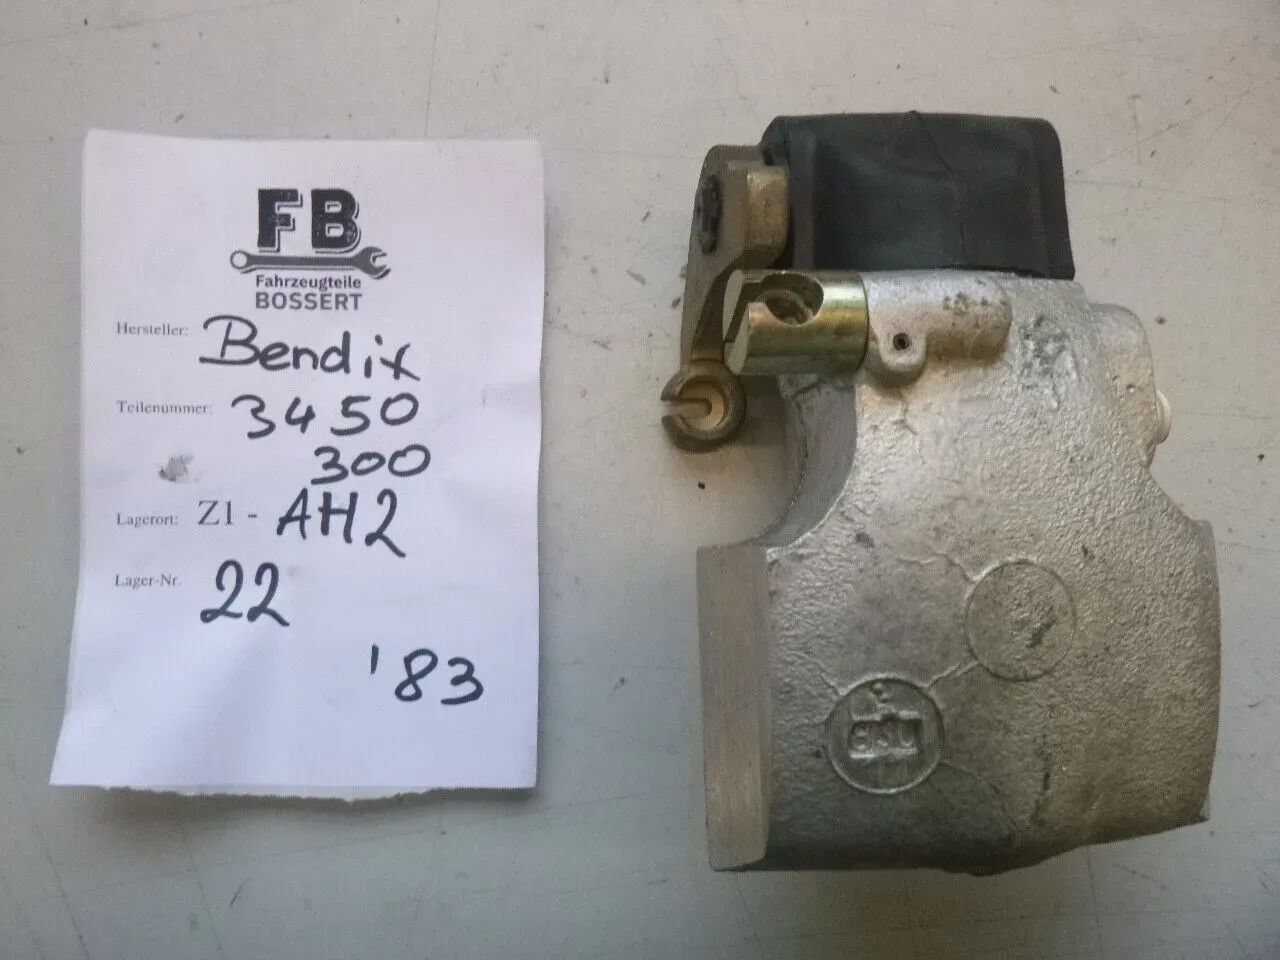 FB
Fahrzeugteile
BOSSERT
Hersteller: Bendix
Teilenummer: 3450
300
Lagerort: Z1 - AH2
Lager-Nr. 22
'83